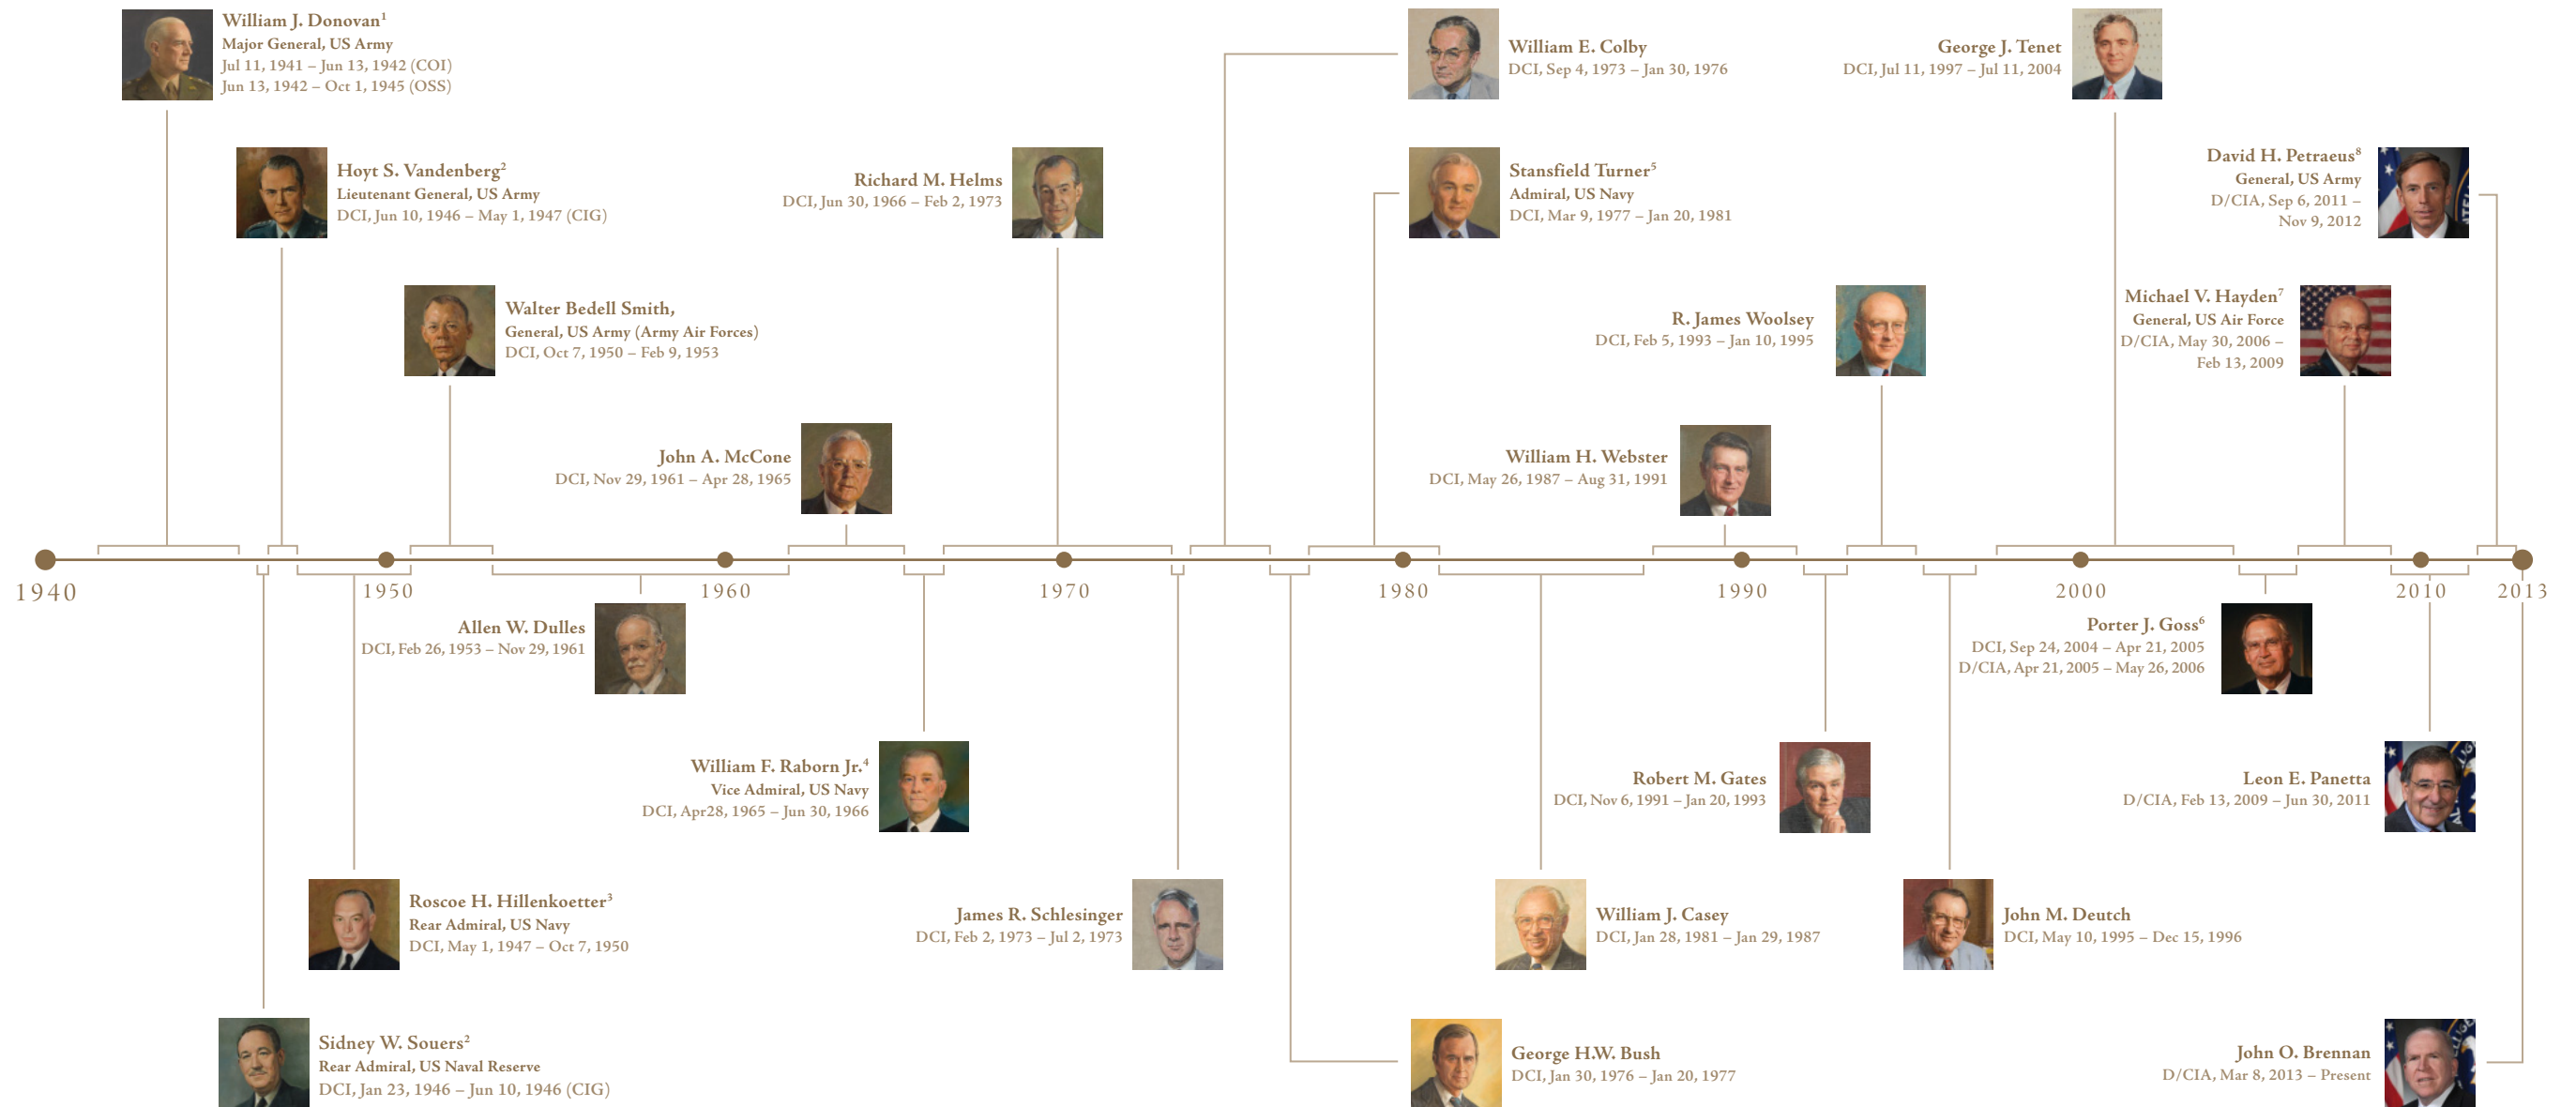 William J. Donovan¹
Major General, US Army
Jul 11, 1941 – Jun 13, 1942 (COI)
Jun 13, 1942 – Oct 1, 1945 (OSS)
William E. Colby
DCI, Sep 4, 1973 – Jan 30, 1976
George J. Tenet
DCI, Jul 11, 1997 – Jul 11, 2004
Hoyt S. Vandenberg²
Lieutenant General, US Army
DCI, Jun 10, 1946 – May 1, 1947 (CIG)
Richard M. Helms
DCI, Jun 30, 1966 – Feb 2, 1973
Stansfield Turner⁵
Admiral, US Navy
DCI, Mar 9, 1977 – Jan 20, 1981
David H. Petraeus⁸
General, US Army
D/CIA, Sep 6, 2011 –
Nov 9, 2012
Walter Bedell Smith,
General, US Army (Army Air Forces)
DCI, Oct 7, 1950 – Feb 9, 1953
R. James Woolsey
DCI, Feb 5, 1993 – Jan 10, 1995
Michael V. Hayden⁷
General, US Air Force
D/CIA, May 30, 2006 –
Feb 13, 2009
John A. McCone
DCI, Nov 29, 1961 – Apr 28, 1965
William H. Webster
DCI, May 26, 1987 – Aug 31, 1991
1940 1950 1960 1970 1980 1990 2000 2010 2013
Allen W. Dulles
DCI, Feb 26, 1953 – Nov 29, 1961
Porter J. Goss⁶
DCI, Sep 24, 2004 – Apr 21, 2005
D/CIA, Apr 21, 2005 – May 26, 2006
William F. Raborn Jr.⁴
Vice Admiral, US Navy
DCI, Apr28, 1965 – Jun 30, 1966
Robert M. Gates
DCI, Nov 6, 1991 – Jan 20, 1993
Leon E. Panetta
D/CIA, Feb 13, 2009 – Jun 30, 2011
Roscoe H. Hillenkoetter³
Rear Admiral, US Navy
DCI, May 1, 1947 – Oct 7, 1950
James R. Schlesinger
DCI, Feb 2, 1973 – Jul 2, 1973
William J. Casey
DCI, Jan 28, 1981 – Jan 29, 1987
John M. Deutch
DCI, May 10, 1995 – Dec 15, 1996
Sidney W. Souers²
Rear Admiral, US Naval Reserve
DCI, Jan 23, 1946 – Jun 10, 1946 (CIG)
George H.W. Bush
DCI, Jan 30, 1976 – Jan 20, 1977
John O. Brennan
D/CIA, Mar 8, 2013 – Present